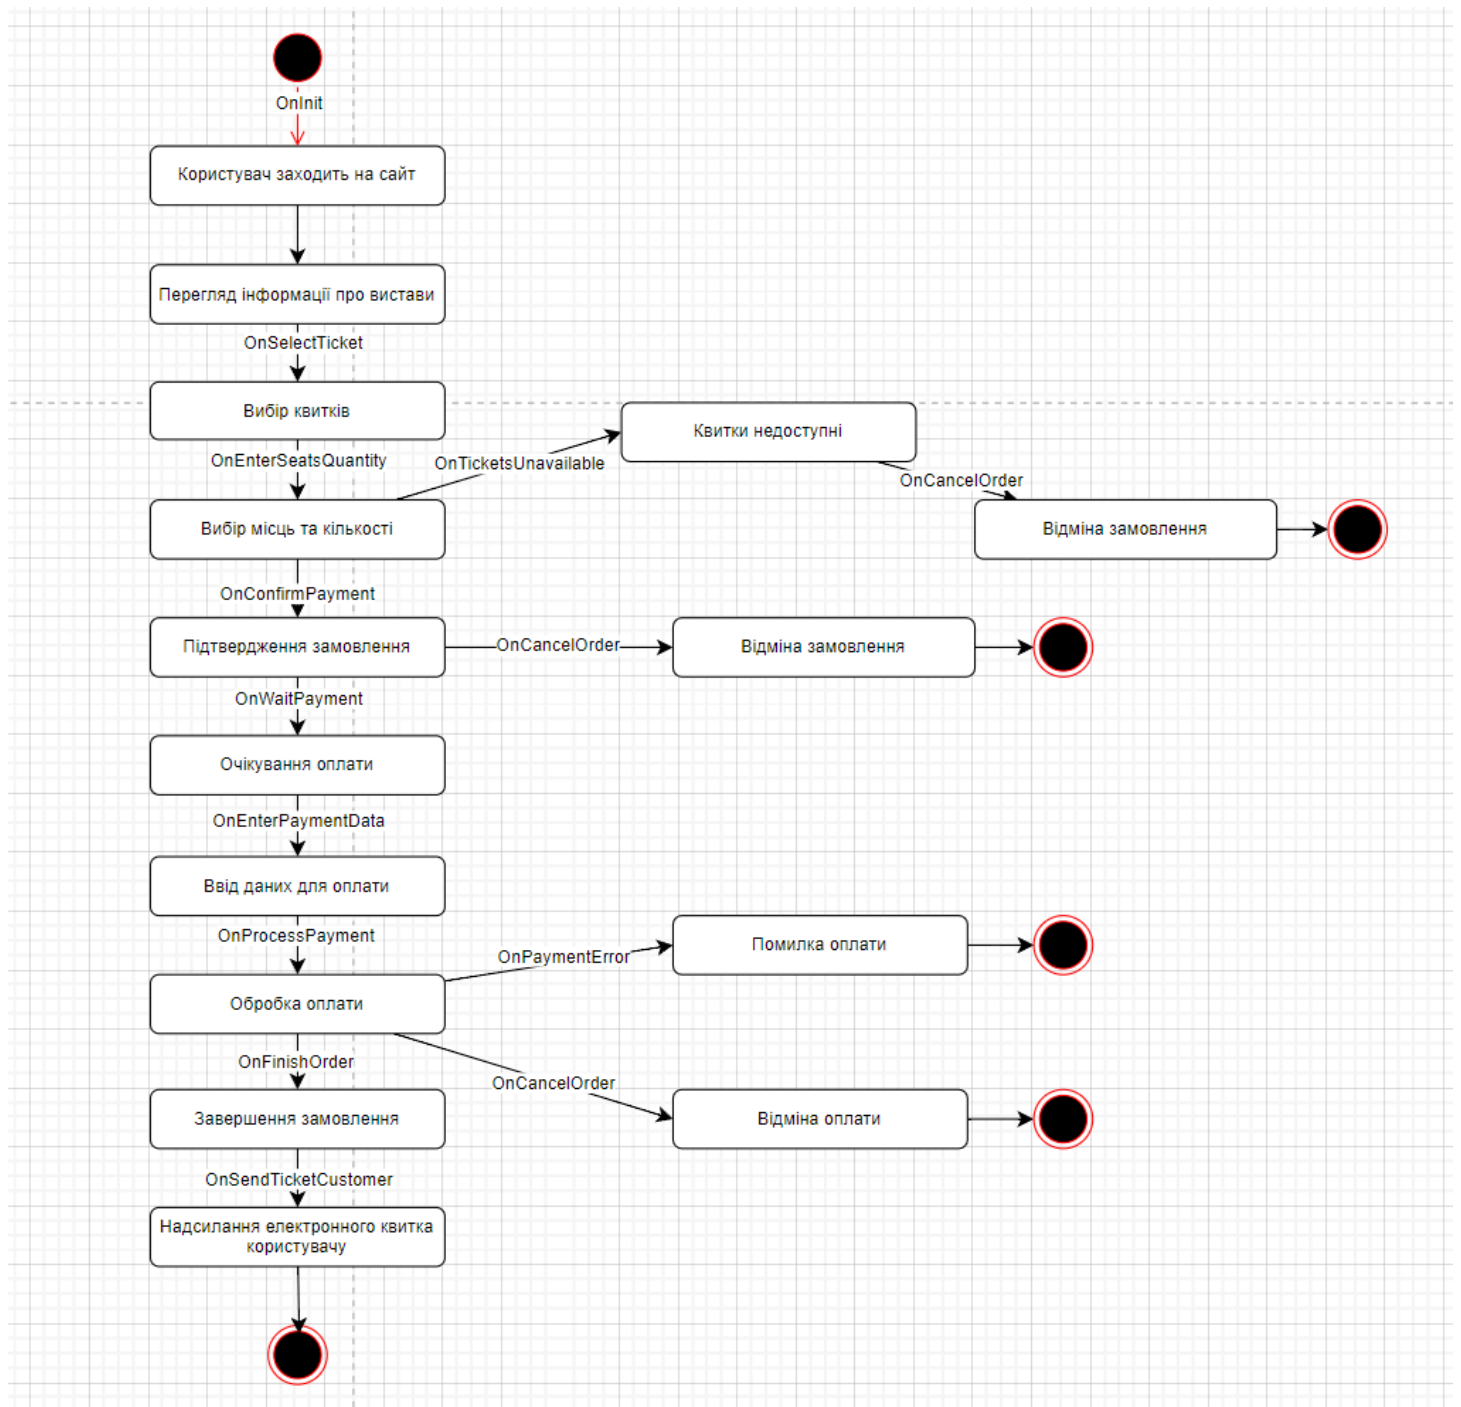 OnInit
Користувач заходить на сайт
Перегляд інформації про вистави
OnSelectTicket
Вибір квитків
Квитки недоступні
OnEnterSeatsQuantity
OnTicketsUnavailable
OnCancelOrder
Вибір місць та кількості
Відміна замовлення
OnConfirmPayment
Підтвердження замовлення
OnCancelOrder
Відміна замовлення
OnWaitPayment
Очікування оплати
OnEnterPaymentData
Ввід даних для оплати
OnProcessPayment
OnPaymentError
Помилка оплати
Обробка оплати
OnFinishOrder
OnCancelOrder
Завершення замовлення
Відміна оплати
OnSendTicketCustomer
Надсилання електронного квитка
користувачу